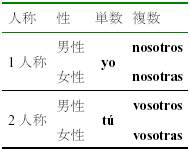 人称 性 単数 複数
男性 nosotros
1 人称 yo
女性 nosotras
男性 vosotros
2 人称 tú
女性 vosotras